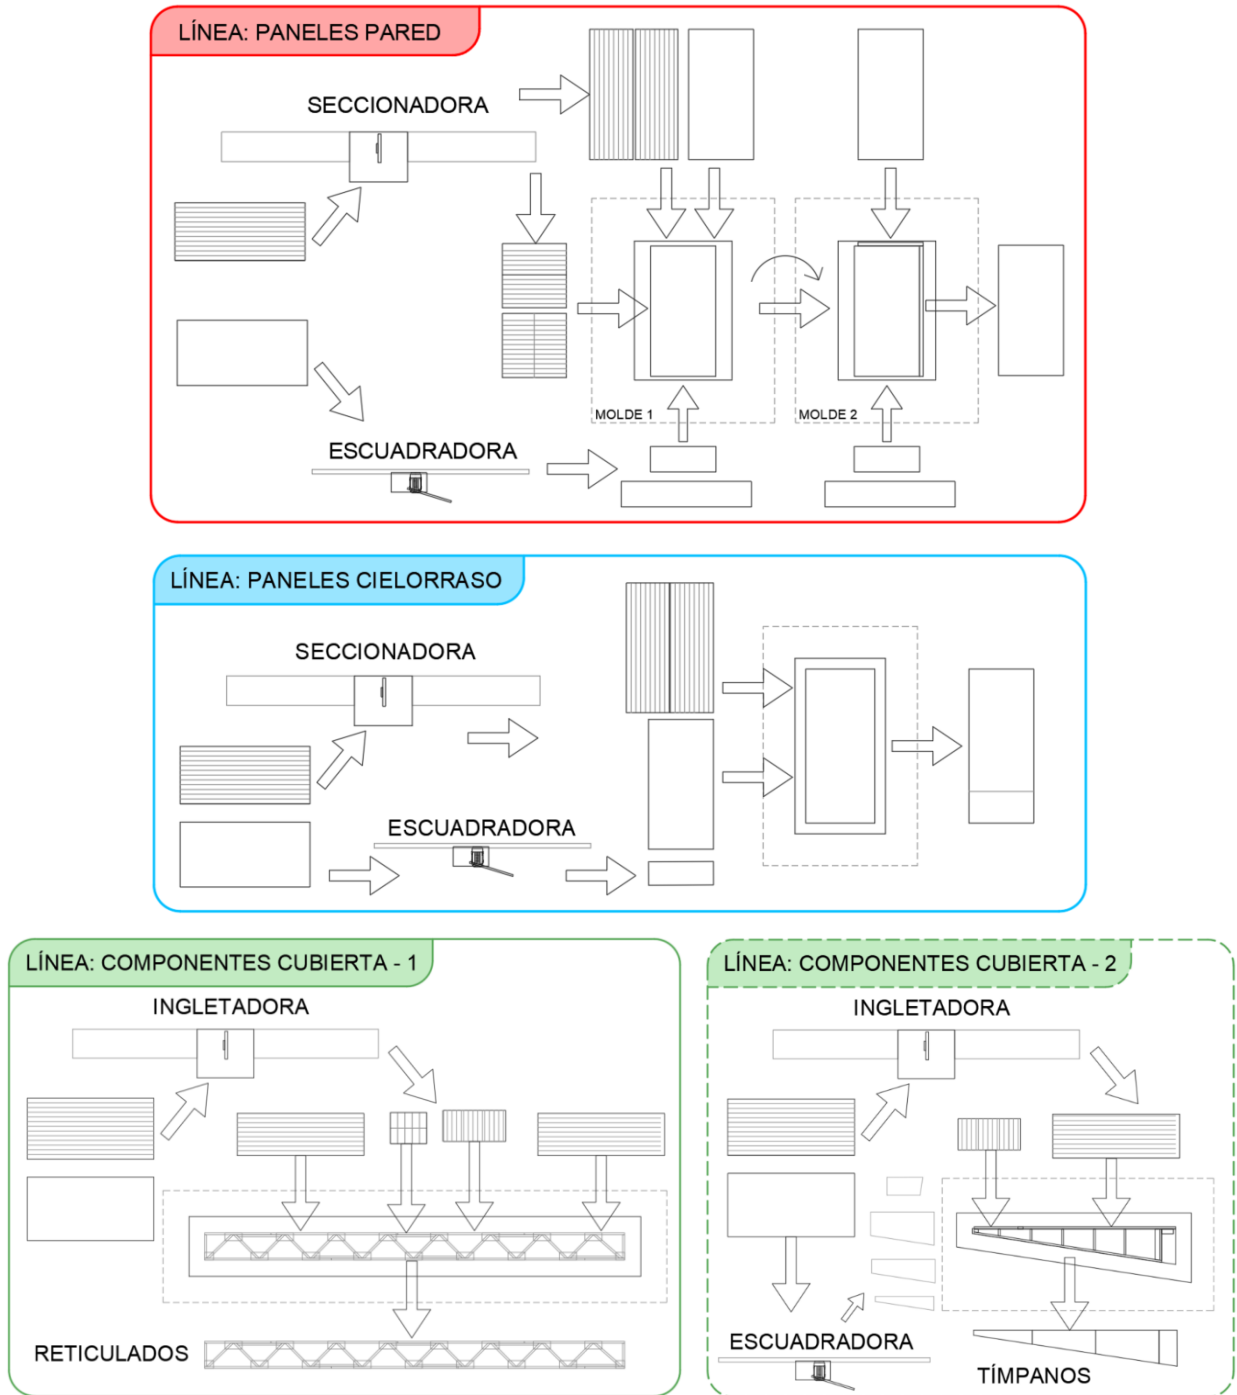 LÍNEA: PANELES PARED
SECCIONADORA
MOLDE 1
MOLDE 2
ESCUADRADORA
LÍNEA: PANELES CIELORRASO
SECCIONADORA
ESCUADRADORA
LÍNEA: COMPONENTES CUBIERTA - 1
INGLETADORA
RETICULADOS
LÍNEA: COMPONENTES CUBIERTA - 2
INGLETADORA
ESCUADRADORA
TÍMPANOS